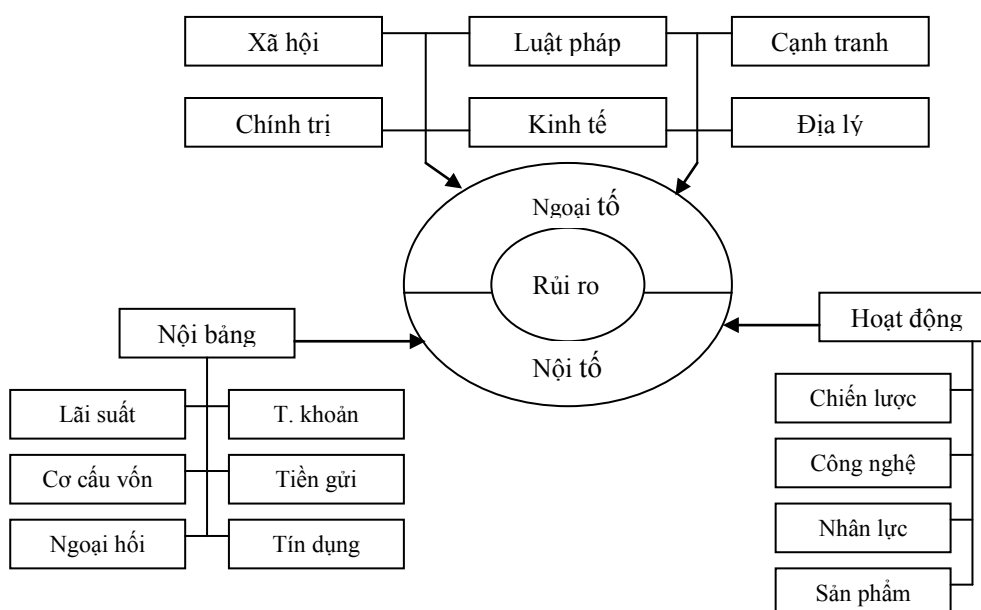 Xã hội
Luật pháp
Cạnh tranh
Chính trị
Kinh tế
Địa lý
Ngoại tố
Rủi ro
Nội tố
Nội bảng
Hoạt động
Lãi suất
T. khoản
Cơ cấu vốn
Tiền gửi
Ngoại hối
Tín dụng
Chiến lược
Công nghệ
Nhân lực
Sản phẩm